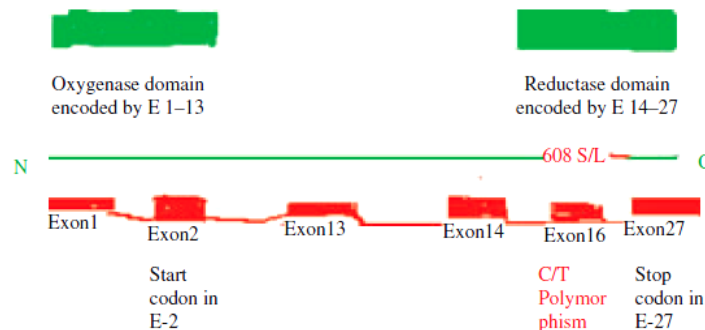 Oxygenase domain
encoded by E 1–13
Reductase domain
encoded by E 14–27
N
608 S/L
C
Exon1
Exon2
Exon13
Exon14
Exon16
Exon27
Start
codon in
E-2
C/T
Polymor
phism
Stop
codon in
E-27